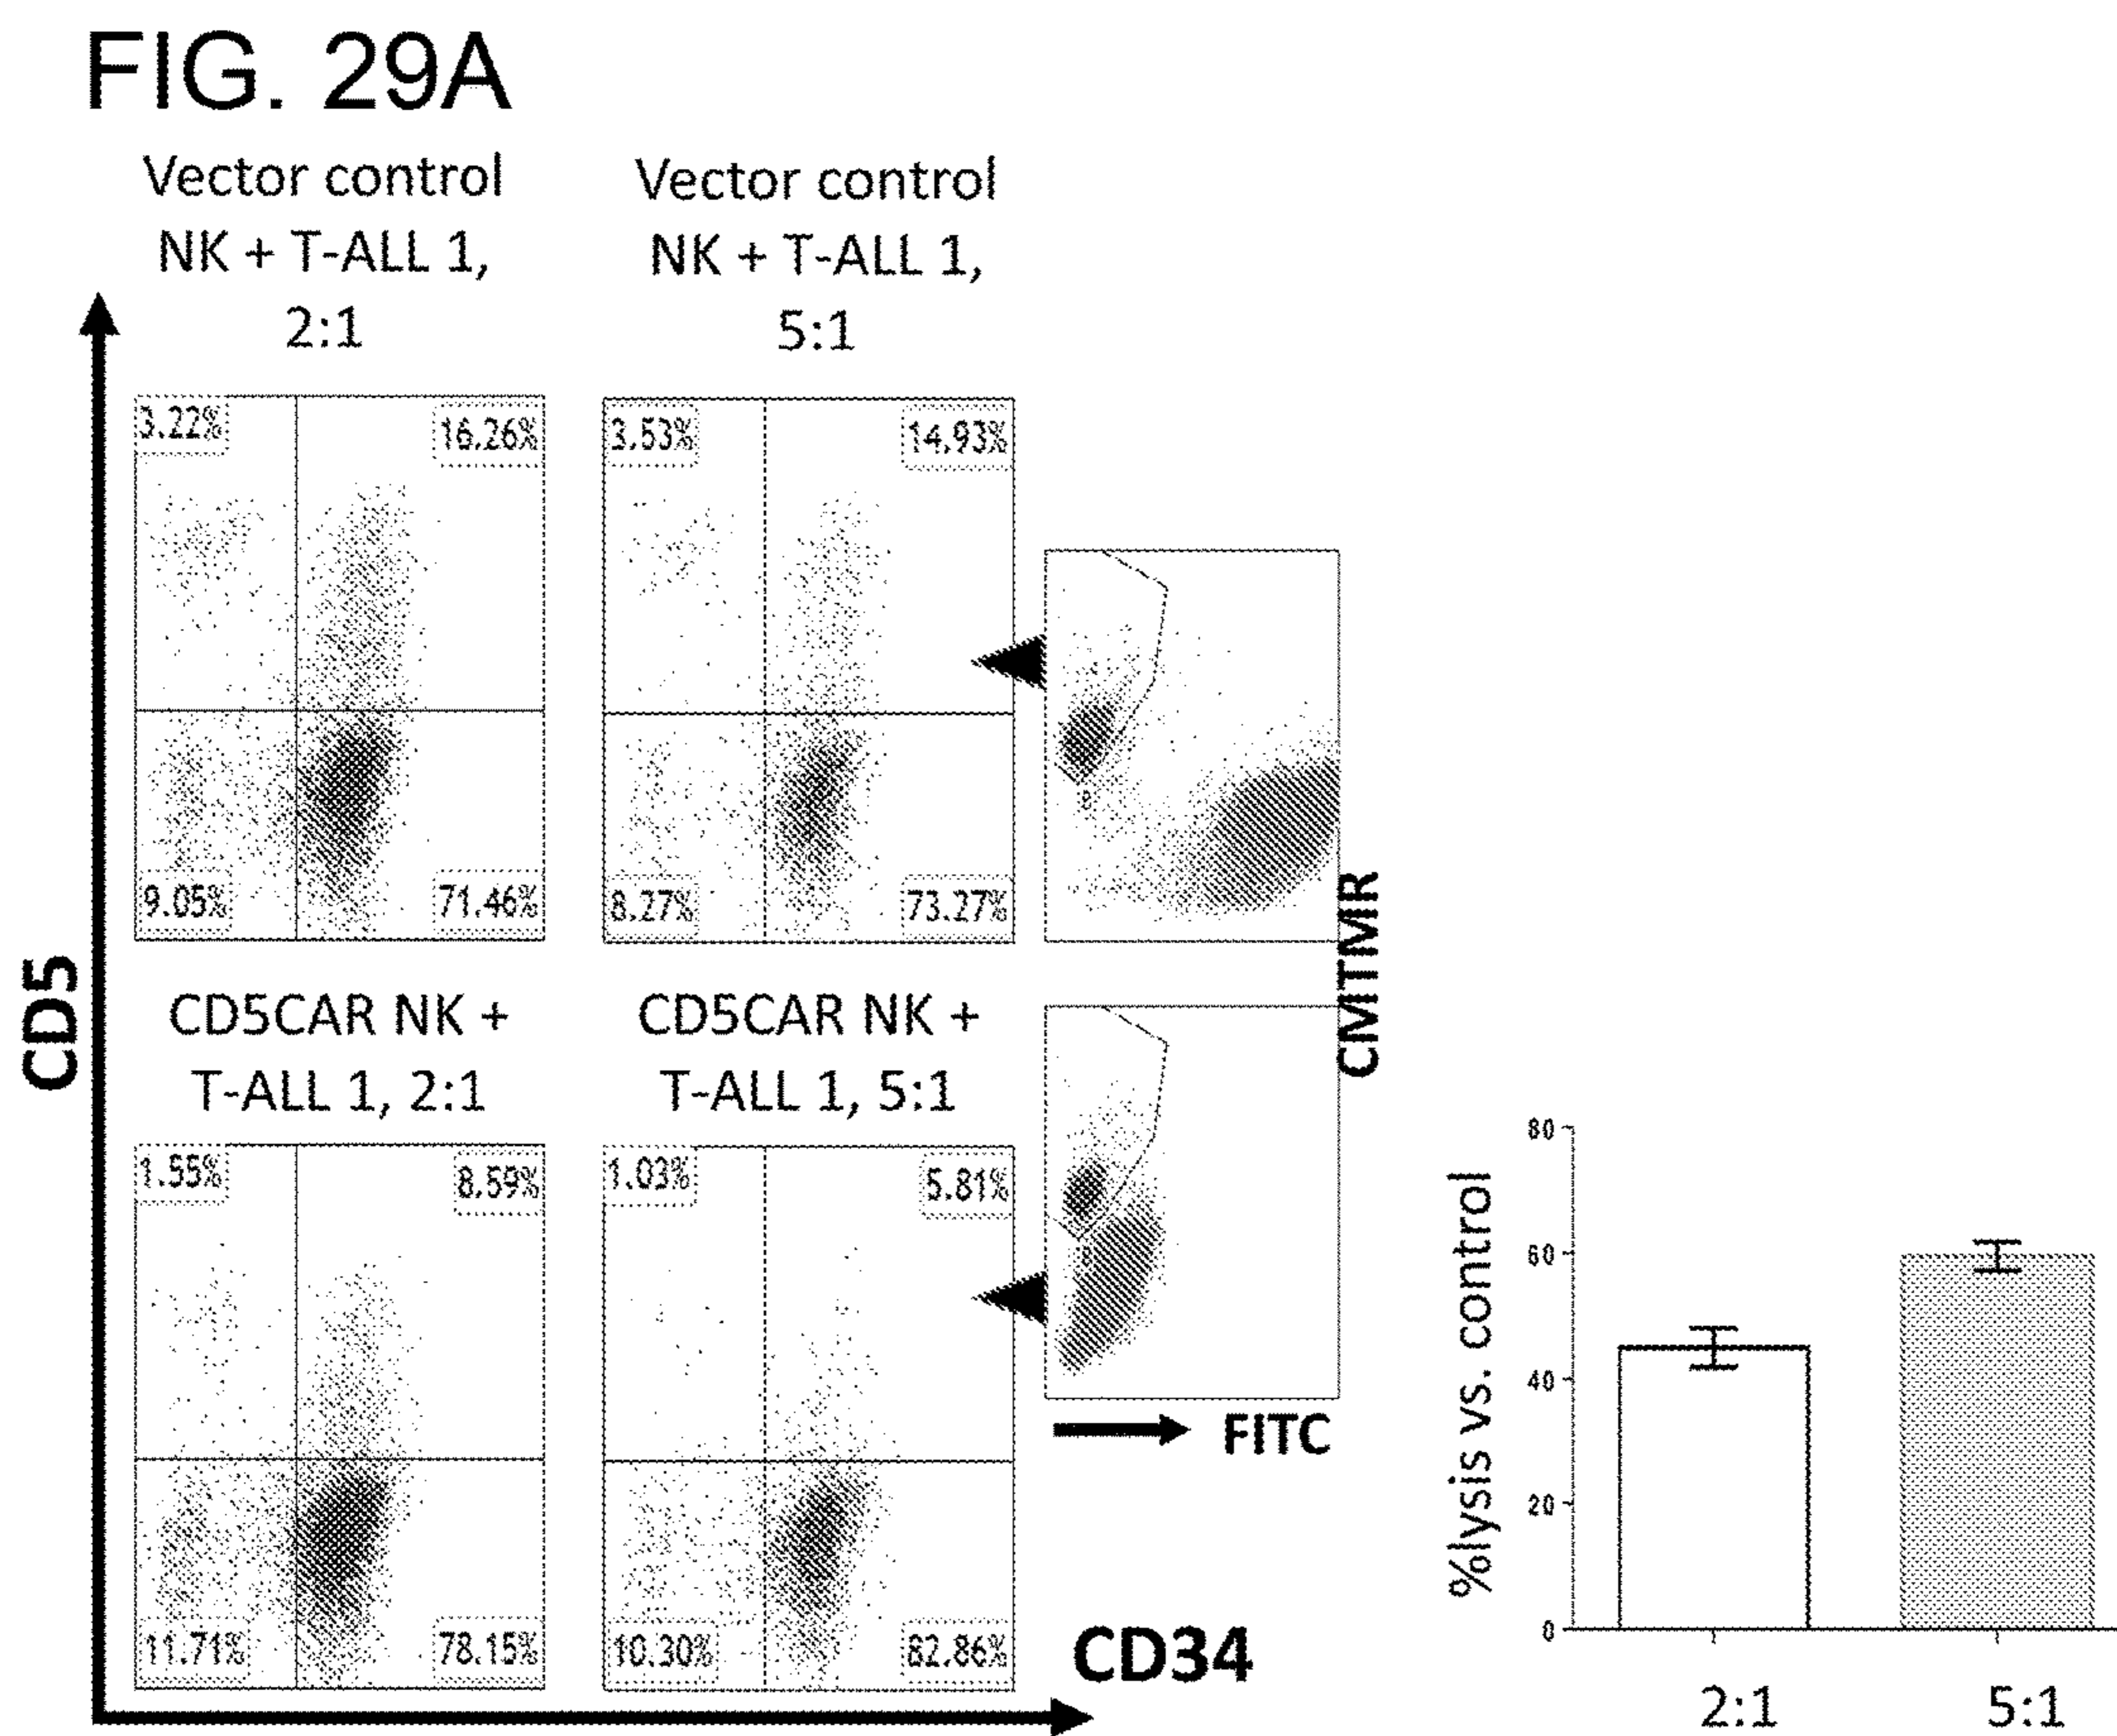 FIG. 29A
Vector control
NK + T-ALL 1,
2:1
Vector control
NK + T-ALL 1,
5:1
3.22%
16.26%
9.05%
71.46%
3.53%
14.93%
8.27%
73.27%
CMTMR
CD5
CD5CAR NK +
T-ALL 1, 2:1
CD5CAR NK +
T-ALL 1, 5:1
1.55%
8.59%
11.71%
78.15%
1.03%
5.81%
10.30%
82.86%
FITC
CD34
%lysis vs. control
80
60
40
20
0
2:1
5:1